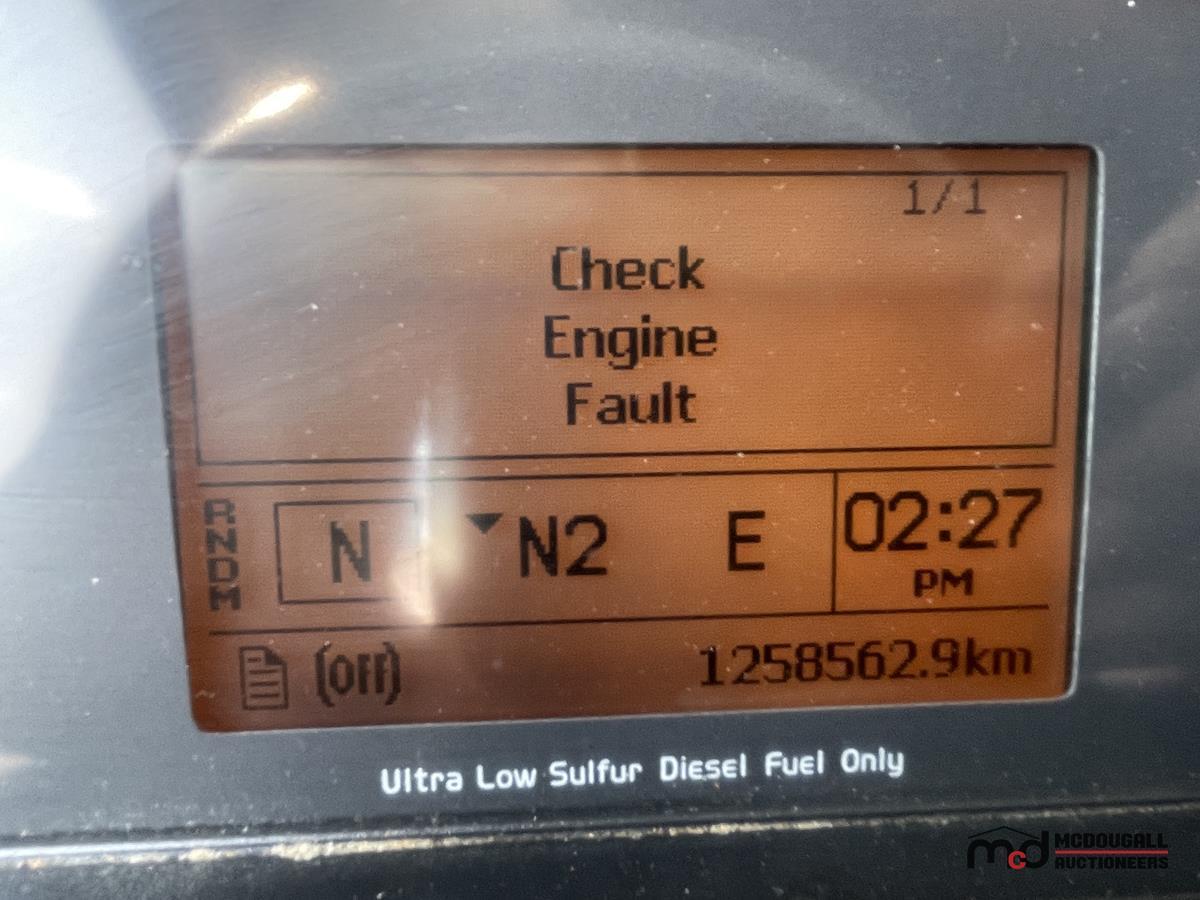 1/1
Check
Engine
Fault
R
N
D
M
N
N2
E
02:27
PM
(OFF)
1258562.9km
Ultra Low Sulfur Diesel Fuel Only
mcd MCDOUGALL
AUCTIONEERS